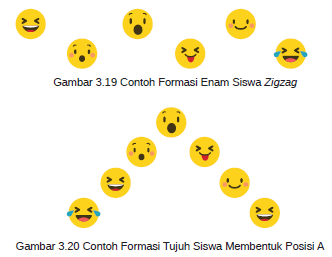 Gambar 3.19 Contoh Formasi Enam Siswa Zigzag
Gambar 3.20 Contoh Formasi Tujuh Siswa Membentuk Posisi A